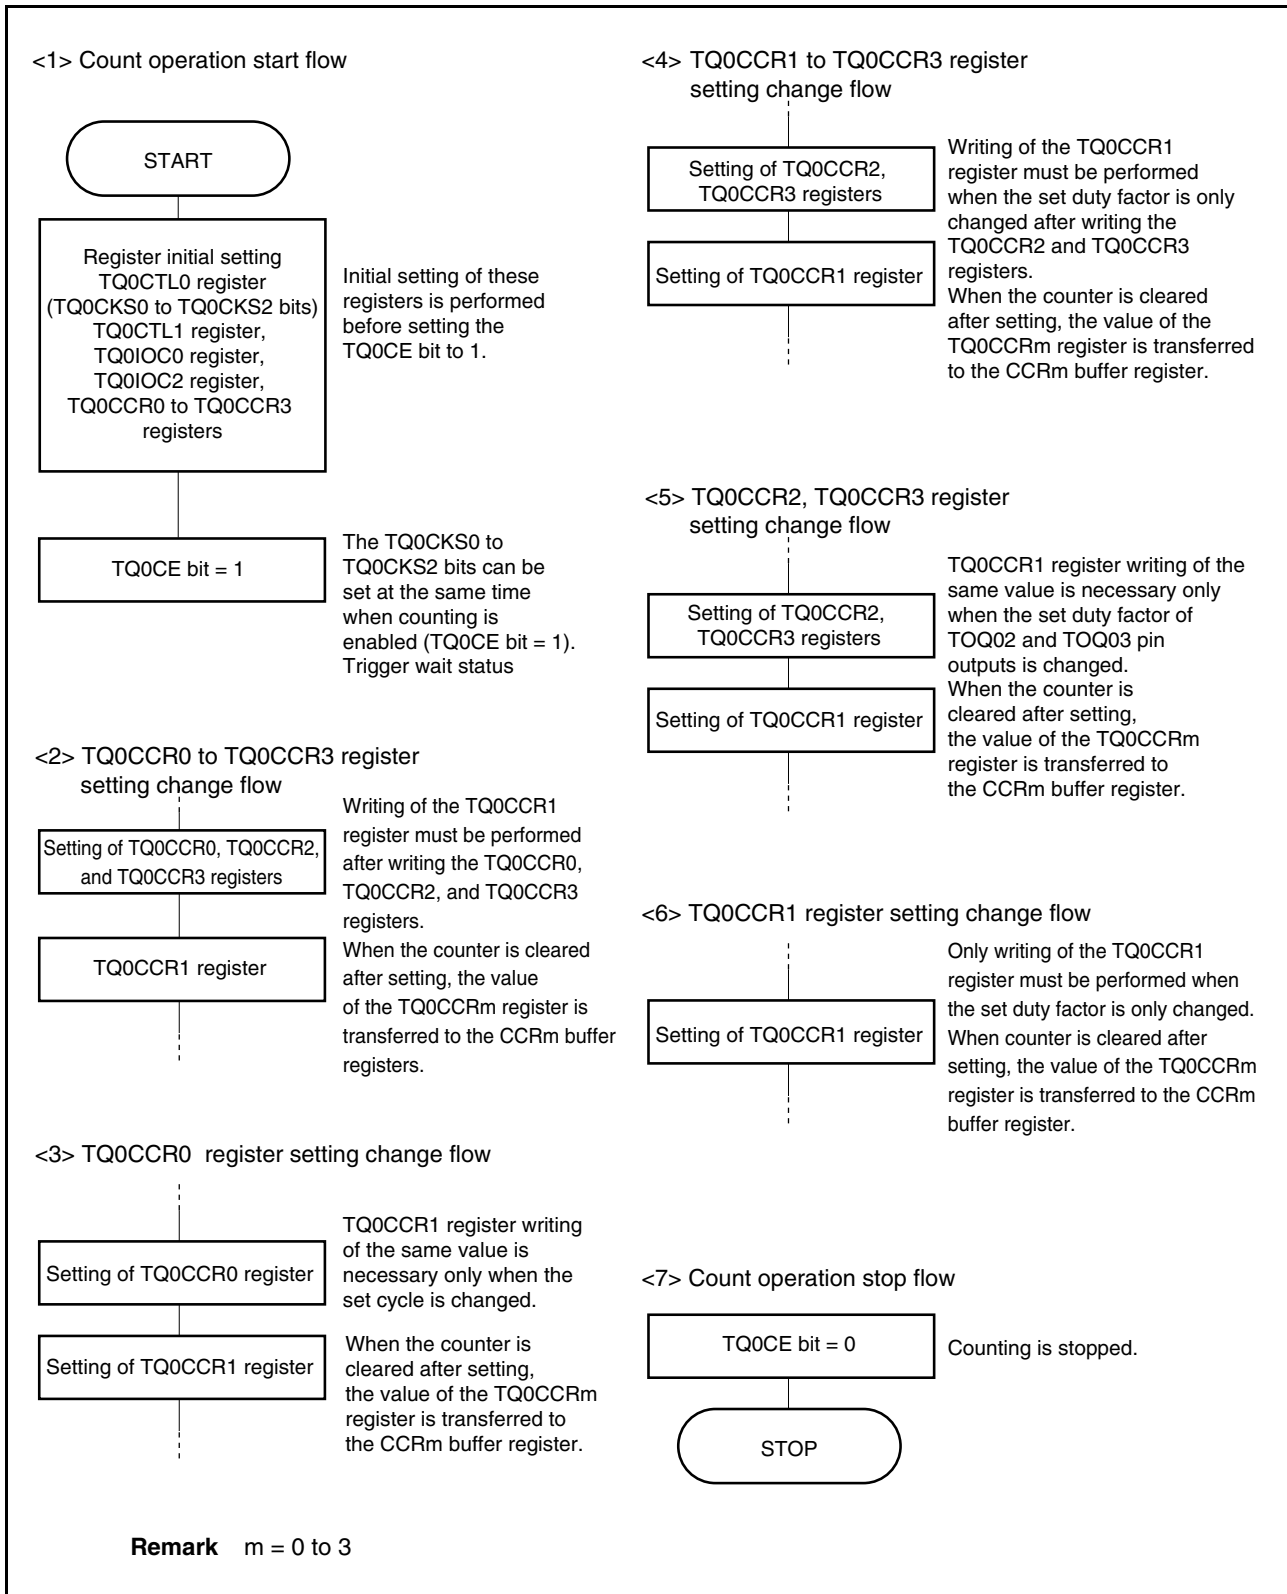 <1> Count operation start flow
START
Register initial setting
TQ0CTL0 register
(TQ0CKS0 to TQ0CKS2 bits)
TQ0CTL1 register,
TQ0IOC0 register,
TQ0IOC2 register,
TQ0CCR0 to TQ0CCR3
registers
Initial setting of these
registers is performed
before setting the
TQ0CE bit to 1.
TQ0CE bit = 1
The TQ0CKS0 to
TQ0CKS2 bits can be
set at the same time
when counting is
enabled (TQ0CE bit = 1).
Trigger wait status
<2> TQ0CCR0 to TQ0CCR3 register
setting change flow
Setting of TQ0CCR0, TQ0CCR2,
and TQ0CCR3 registers
TQ0CCR1 register
Writing of the TQ0CCR1
register must be performed
after writing the TQ0CCR0,
TQ0CCR2, and TQ0CCR3
registers.
When the counter is cleared
after setting, the value
of the TQ0CCRm register is
transferred to the CCRm buffer
registers.
<3> TQ0CCR0 register setting change flow
Setting of TQ0CCR0 register
Setting of TQ0CCR1 register
TQ0CCR1 register writing
of the same value is
necessary only when the
set cycle is changed.
When the counter is
cleared after setting,
the value of the TQ0CCRm
register is transferred to
the CCRm buffer register.
<4> TQ0CCR1 to TQ0CCR3 register
setting change flow
Setting of TQ0CCR2,
TQ0CCR3 registers
Setting of TQ0CCR1 register
Writing of the TQ0CCR1
register must be performed
when the set duty factor is only
changed after writing the
TQ0CCR2 and TQ0CCR3
registers.
When the counter is cleared
after setting, the value of the
TQ0CCRm register is transferred
to the CCRm buffer register.
<5> TQ0CCR2, TQ0CCR3 register
setting change flow
Setting of TQ0CCR2,
TQ0CCR3 registers
Setting of TQ0CCR1 register
TQ0CCR1 register writing of the
same value is necessary only
when the set duty factor of
TOQ02 and TOQ03 pin
outputs is changed.
When the counter is
cleared after setting,
the value of the TQ0CCRm
register is transferred to
the CCRm buffer register.
<6> TQ0CCR1 register setting change flow
Setting of TQ0CCR1 register
Only writing of the TQ0CCR1
register must be performed when
the set duty factor is only changed.
When counter is cleared after
setting, the value of the TQ0CCRm
register is transferred to the CCRm
buffer register.
<7> Count operation stop flow
TQ0CE bit = 0
Counting is stopped.
STOP
Remark m = 0 to 3